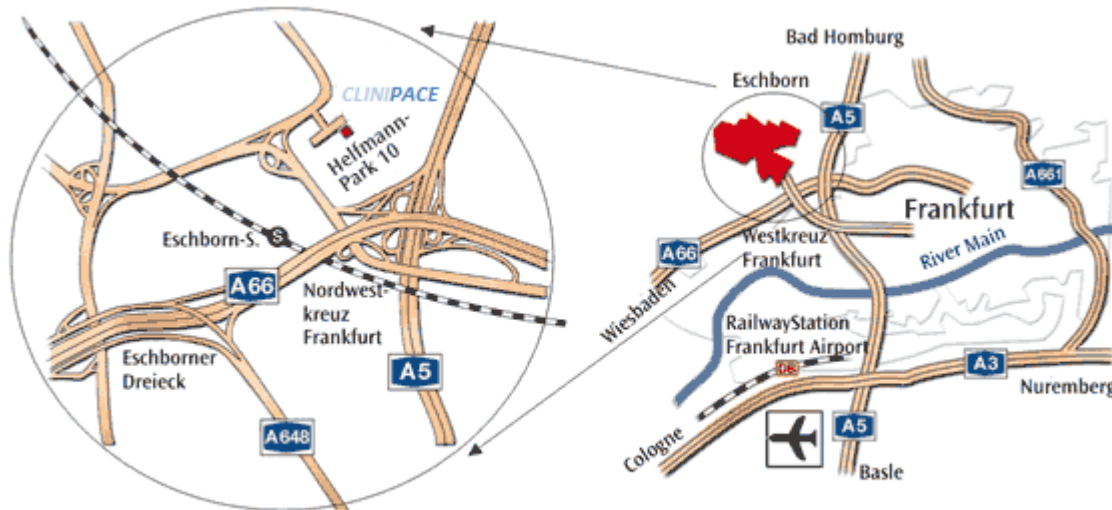 CLINIPACE
Helfmann-
Park 10
Eschborn-S.
S
A66
Nordwest-
kreuz
Frankfurt
Eschborner
Dreieck
A5
A648
Bad Homburg
Eschborn
A5
A661
Frankfurt
Westkreuz
Frankfurt
A66
River Main
Wiesbaden
RailwayStation
Frankfurt Airport
DB
A3
Nuremberg
Cologne
A5
Basle